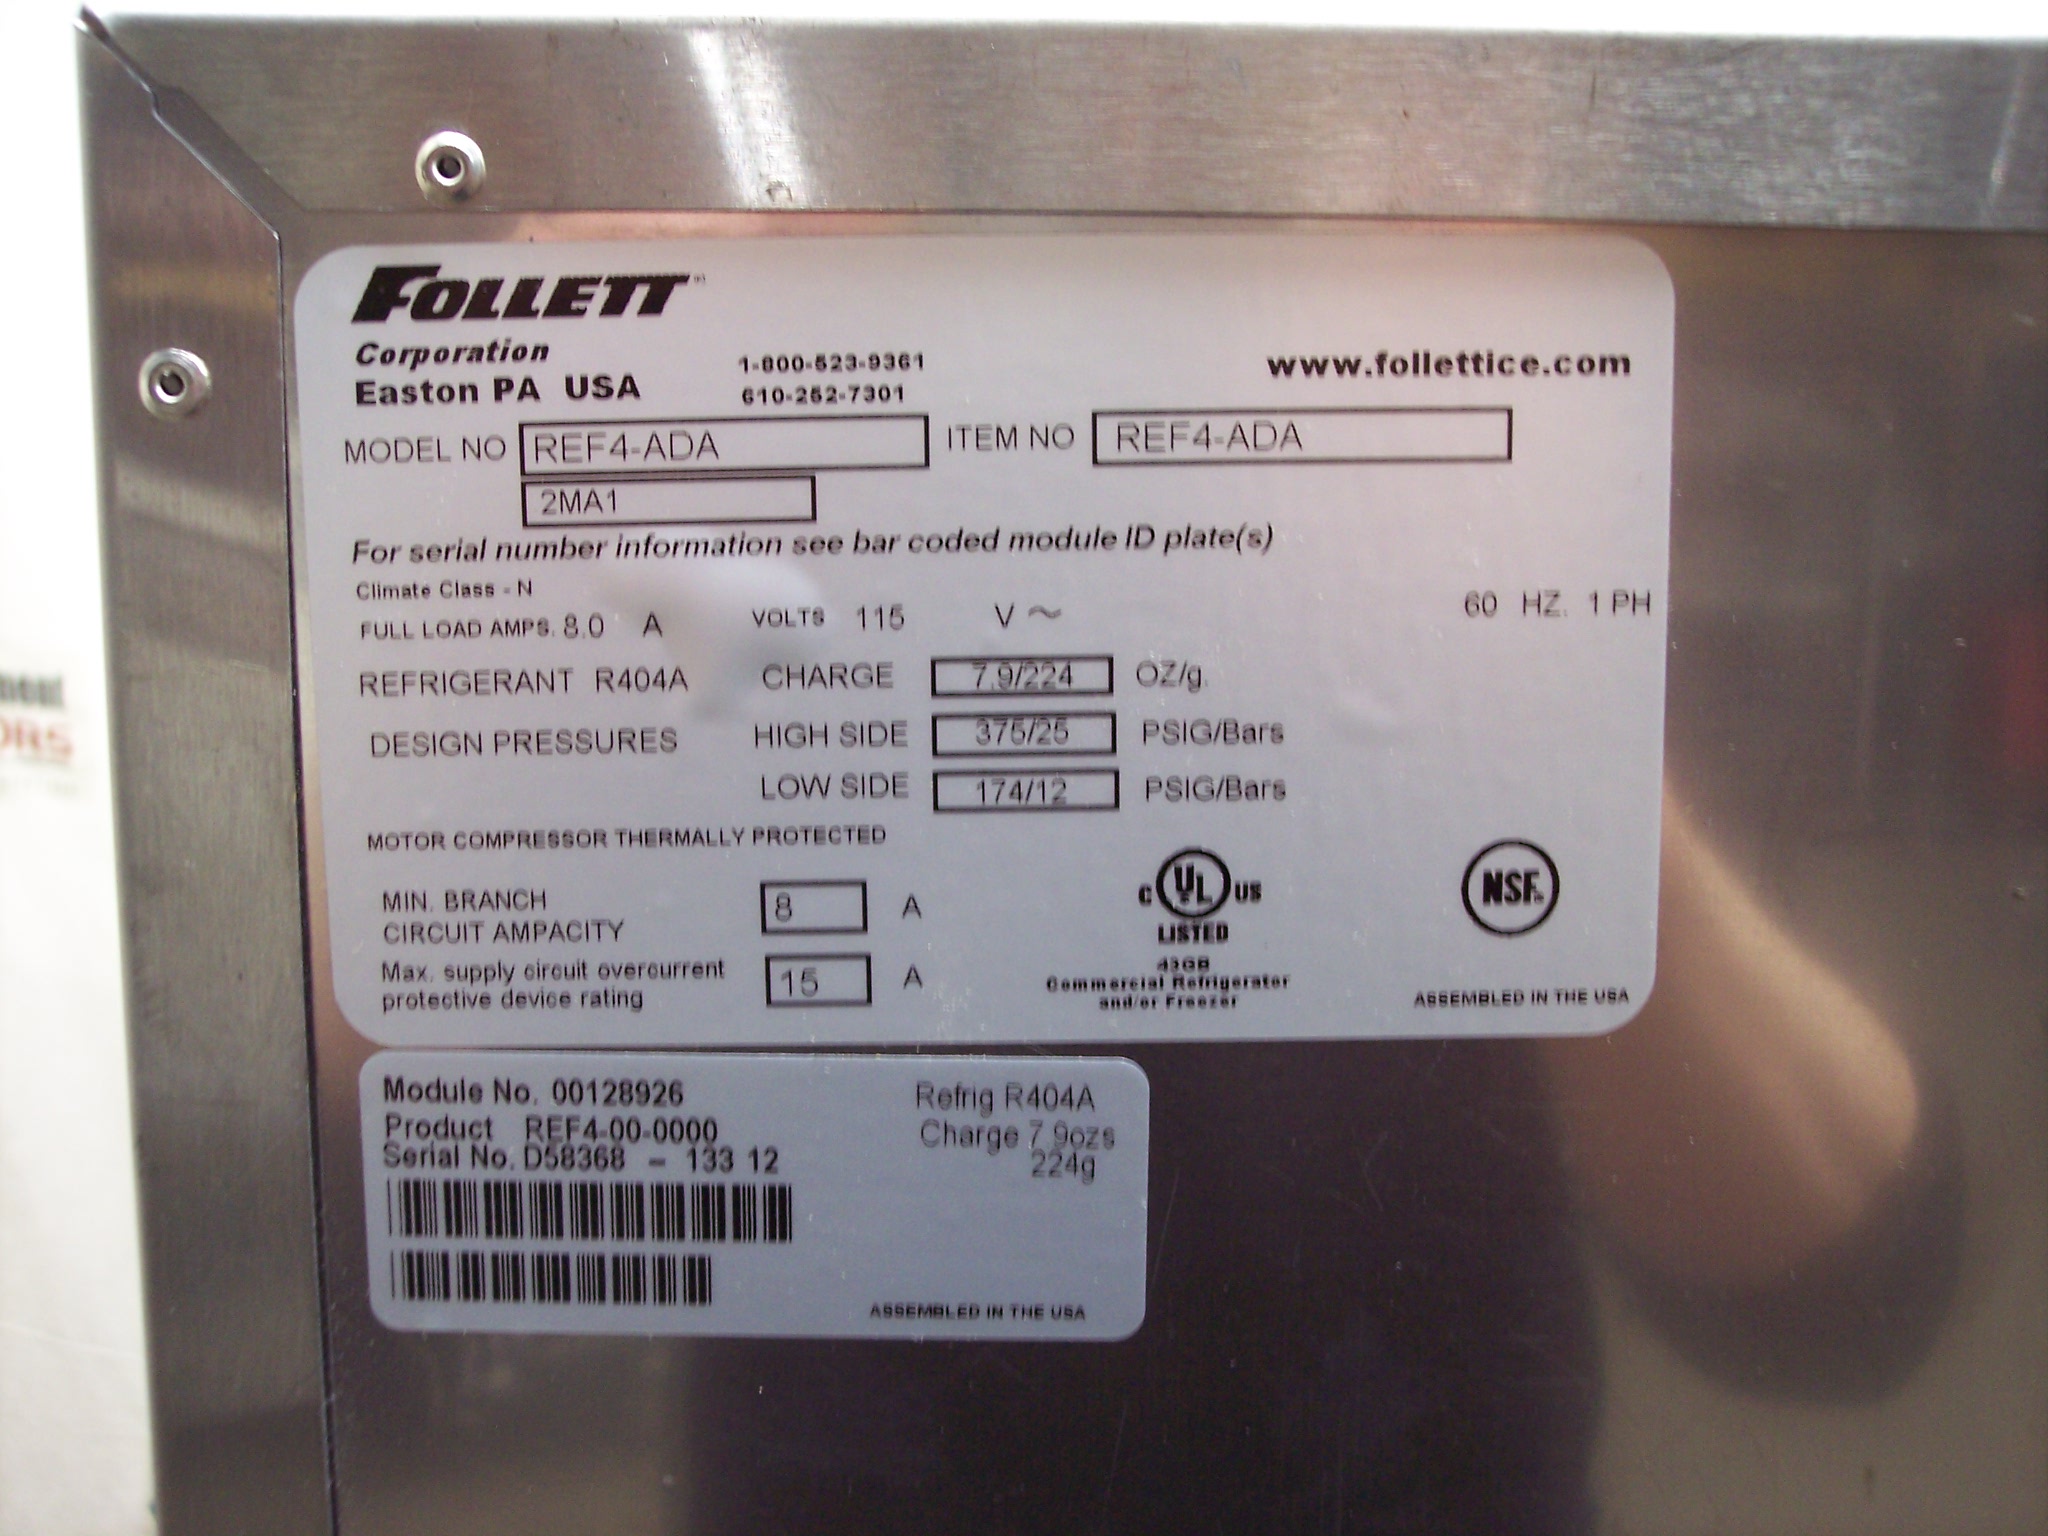 FOLLETT
Corporation
Easton PA USA
1-800-523-9361
610-252-7301
www.follettice.com
MODEL NO REF4-ADA ITEM NO REF4-ADA
2MA1
For serial number information see bar coded module ID plate(s)
Climate Class - N
FULL LOAD AMPS. 8.0 A VOLTS 115 V ~ 60 HZ. 1 PH
REFRIGERANT R404A CHARGE 7.9/224 OZ/g.
DESIGN PRESSURES HIGH SIDE 375/25 PSIG/Bars
LOW SIDE 174/12 PSIG/Bars
MOTOR COMPRESSOR THERMALLY PROTECTED
MIN. BRANCH
CIRCUIT AMPACITY 8 A
Max. supply circuit overcurrent
protective device rating 15 A
C UL US
LISTED
43GB
Commercial Refrigerator
and/or Freezer
NSF
ASSEMBLED IN THE USA
Module No. 00128926
Product REF4-00-0000
Serial No. D58368 - 133 12
Refrig R404A
Charge 7.9ozs
224g
ASSEMBLED IN THE USA